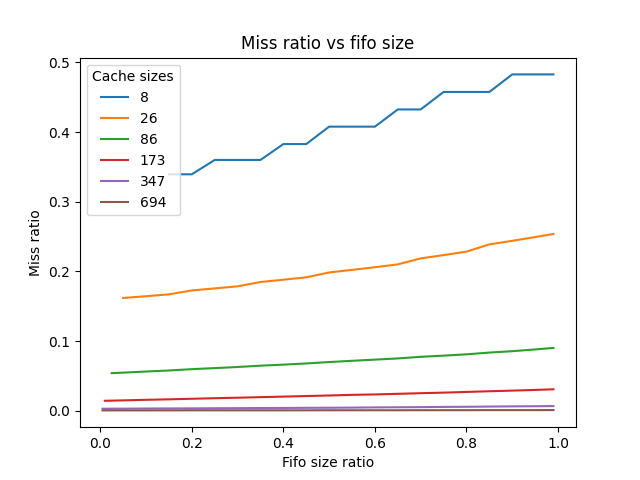 Miss ratio vs fifo size
Cache sizes
8
26
86
173
347
694
Miss ratio
0.5
0.4
0.3
0.2
0.1
0.0
0.0 0.2 0.4 0.6 0.8 1.0
Fifo size ratio